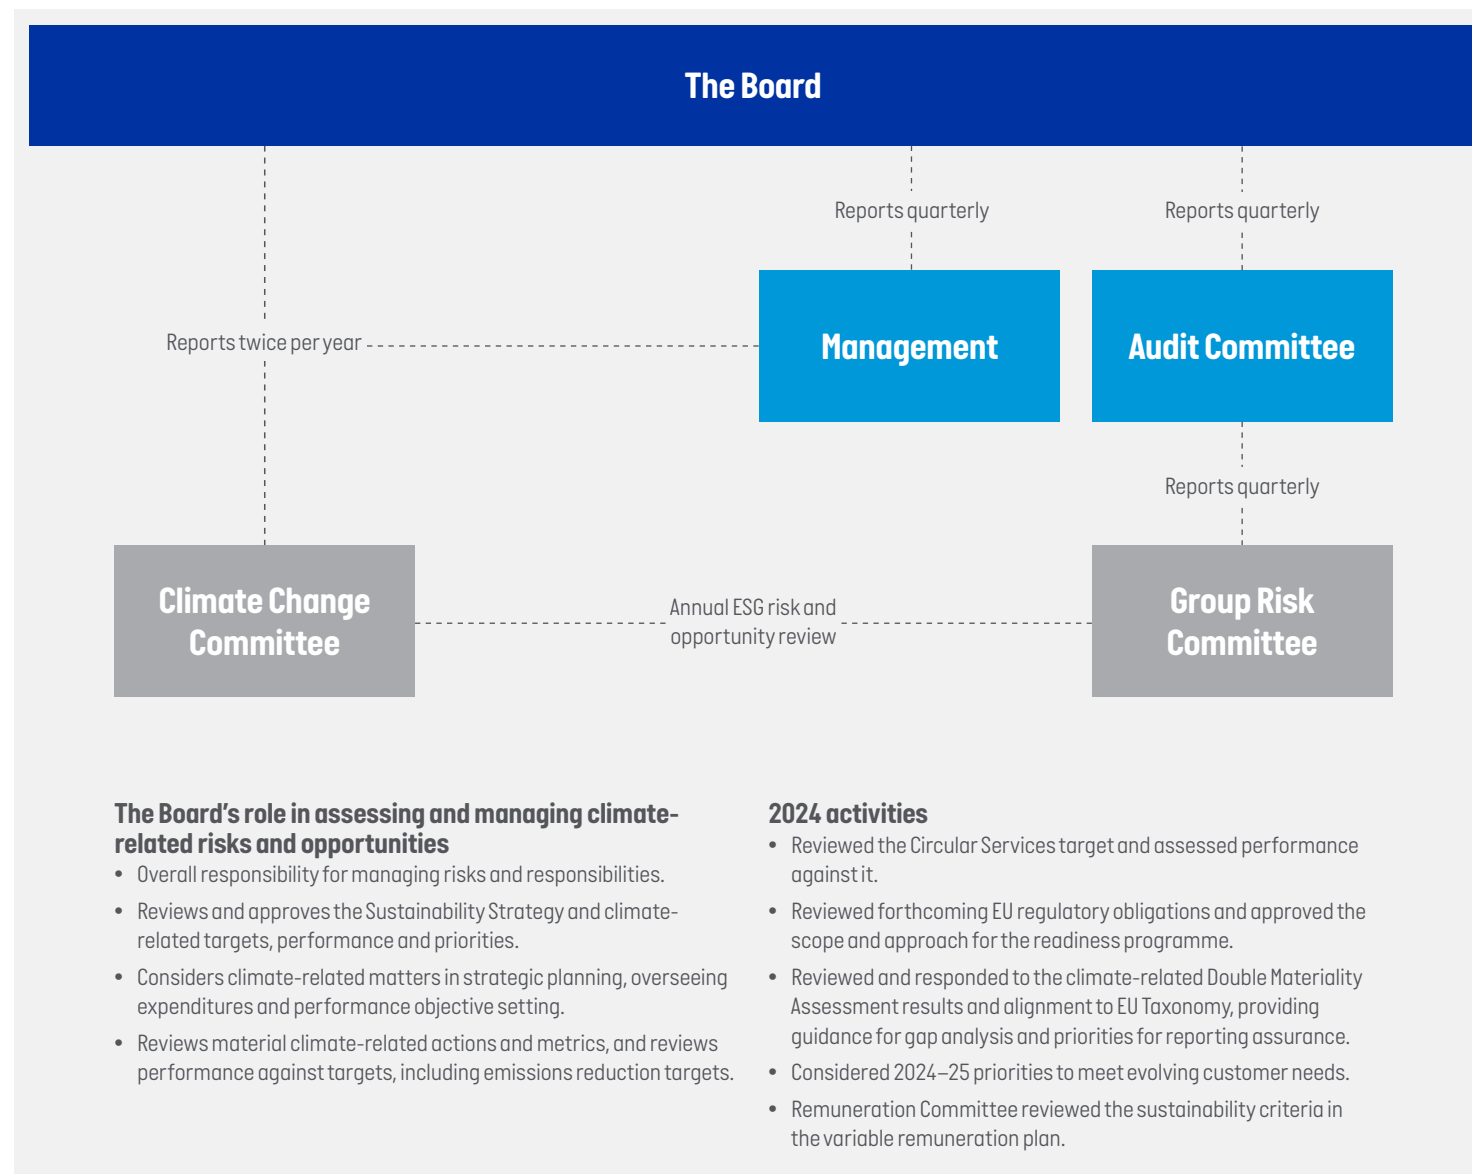 The Board
Reports quarterly
Reports quarterly
Reports twice per year
Management
Audit Committee
Reports quarterly
Climate Change
Committee
Annual ESG risk and
opportunity review
Group Risk
Committee
The Board's role in assessing and managing climate-
related risks and opportunities
• Overall responsibility for managing risks and responsibilities.
• Reviews and approves the Sustainability Strategy and climate-
related targets, performance and priorities.
• Considers climate-related matters in strategic planning, overseeing
expenditures and performance objective setting.
• Reviews material climate-related actions and metrics, and reviews
performance against targets, including emissions reduction targets.
2024 activities
• Reviewed the Circular Services target and assessed performance
against it.
• Reviewed forthcoming EU regulatory obligations and approved the
scope and approach for the readiness programme.
• Reviewed and responded to the climate-related Double Materiality
Assessment results and alignment to EU Taxonomy, providing
guidance for gap analysis and priorities for reporting assurance.
• Considered 2024–25 priorities to meet evolving customer needs.
• Remuneration Committee reviewed the sustainability criteria in
the variable remuneration plan.